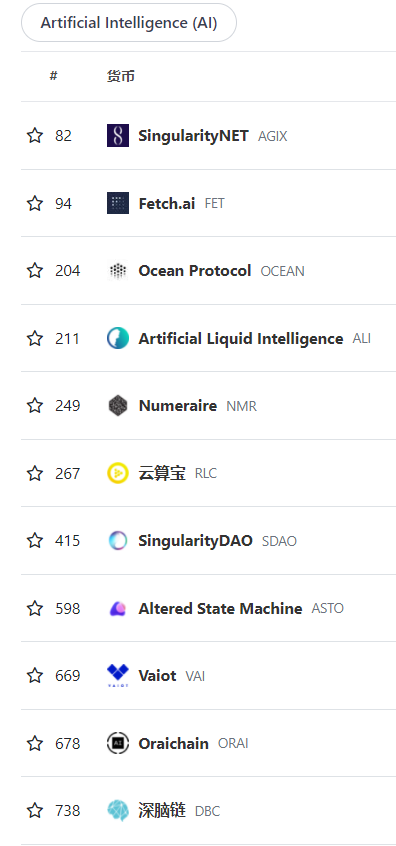 Artificial Intelligence (AI)
# 货币
82 SingularityNET AGIX
94 Fetch.ai FET
204 Ocean Protocol OCEAN
211 Artificial Liquid Intelligence ALI
249 Numeraire NMR
267 云算宝 RLC
415 SingularityDAO SDAO
598 Altered State Machine ASTO
669 Vaiot VAI
VAIOT
678 Oraichain ORAI
AI
738 深脑链 DBC